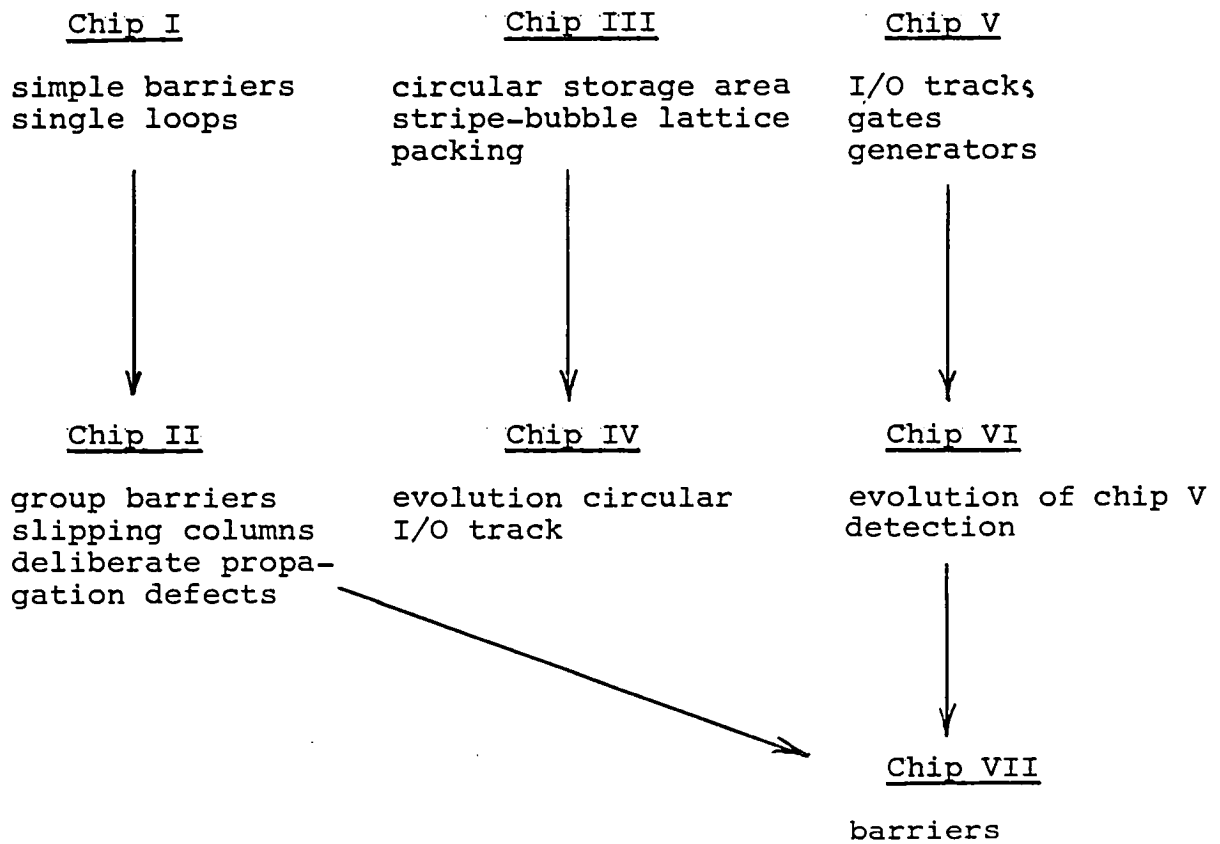 Chip I
simple barriers
single loops
Chip III
circular storage area
stripe-bubble lattice
packing
Chip V
I/O tracks
gates
generators
Chip II
group barriers
slipping columns
deliberate propa-
gation defects
Chip IV
evolution circular
I/O track
Chip VI
evolution of chip V
detection
Chip VII
barriers